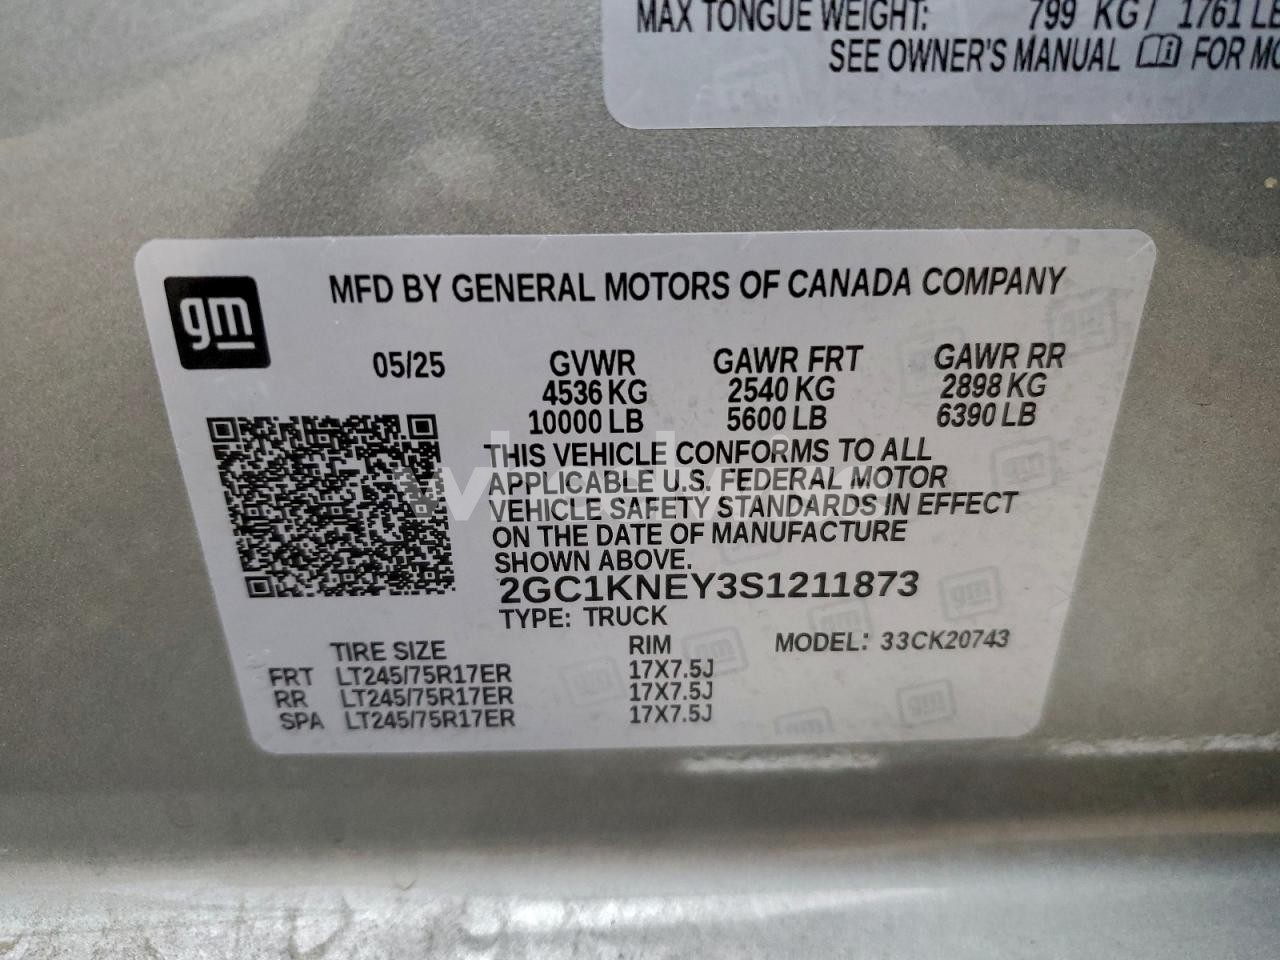 MAX TONGUE WEIGHT: 799 KG / 1761 LB
SEE OWNER'S MANUAL FOR MO
gm
MFD BY GENERAL MOTORS OF CANADA COMPANY
05/25 GVWR GAWR FRT GAWR RR
4536 KG 2540 KG 2898 KG
10000 LB 5600 LB 6390 LB
THIS VEHICLE CONFORMS TO ALL
APPLICABLE U.S. FEDERAL MOTOR
VEHICLE SAFETY STANDARDS IN EFFECT
ON THE DATE OF MANUFACTURE
SHOWN ABOVE.
2GC1KNEY3S1211873
TYPE: TRUCK
TIRE SIZE RIM MODEL: 33CK20743
FRT LT245/75R17ER 17X7.5J
RR LT245/75R17ER 17X7.5J
SPA LT245/75R17ER 17X7.5J